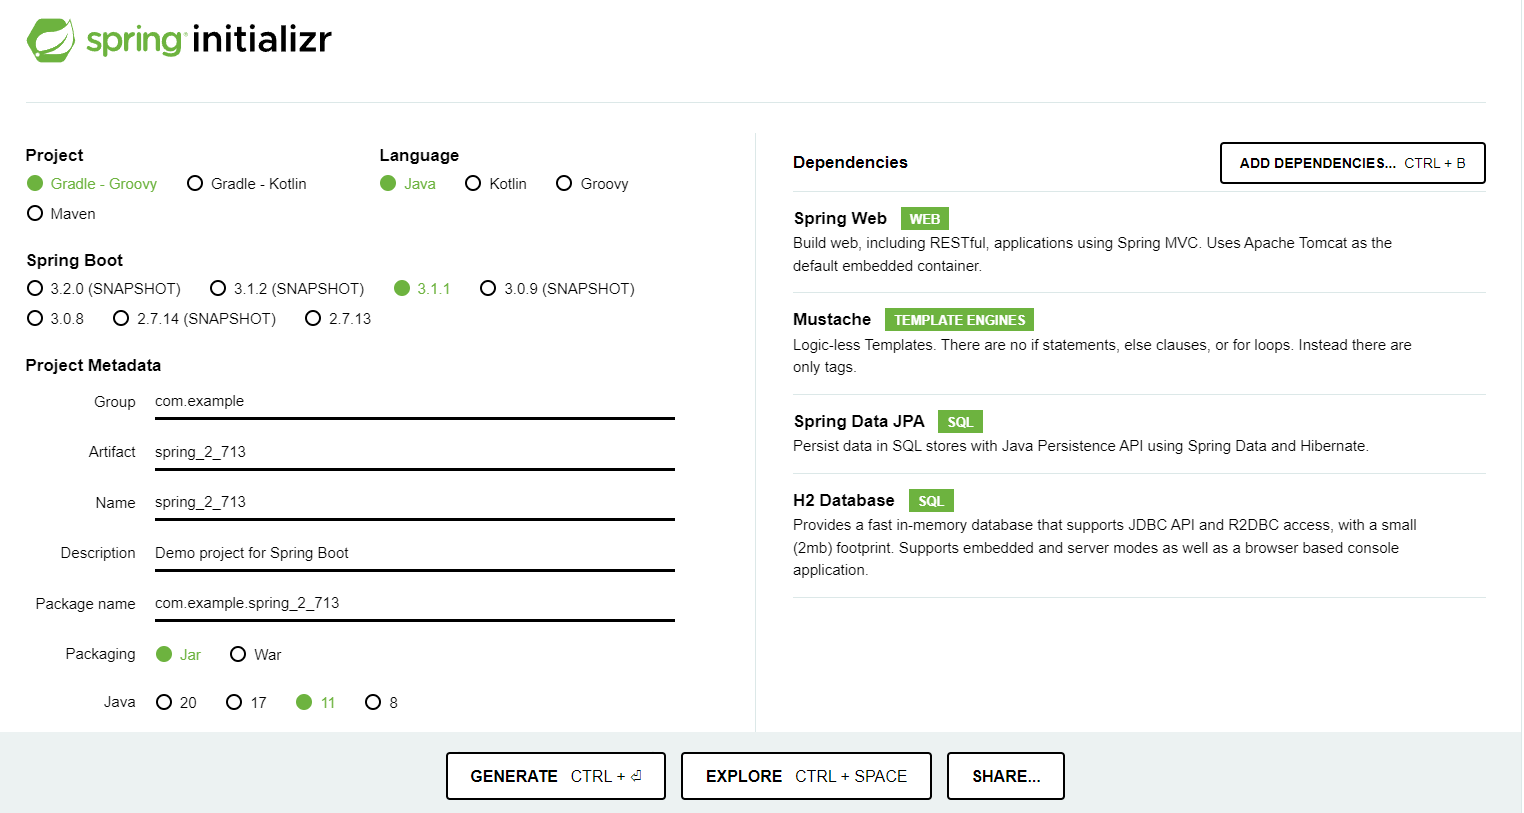 spring initializr
Project
Gradle - Groovy Gradle - Kotlin
Maven
Language
Java Kotlin Groovy
Spring Boot
3.2.0 (SNAPSHOT) 3.1.2 (SNAPSHOT) 3.1.1 3.0.9 (SNAPSHOT)
3.0.8 2.7.14 (SNAPSHOT) 2.7.13
Project Metadata
Group com.example
Artifact spring_2_713
Name spring_2_713
Description Demo project for Spring Boot
Package name com.example.spring_2_713
Packaging Jar War
Java 20 17 11 8
Dependencies ADD DEPENDENCIES... CTRL + B
Spring Web WEB
Build web, including RESTful, applications using Spring MVC. Uses Apache Tomcat as the
default embedded container.
Mustache TEMPLATE ENGINES
Logic-less Templates. There are no if statements, else clauses, or for loops. Instead there are
only tags.
Spring Data JPA SQL
Persist data in SQL stores with Java Persistence API using Spring Data and Hibernate.
H2 Database SQL
Provides a fast in-memory database that supports JDBC API and R2DBC access, with a small
(2mb) footprint. Supports embedded and server modes as well as a browser based console
application.
GENERATE CTRL + ⏎ EXPLORE CTRL + SPACE SHARE...